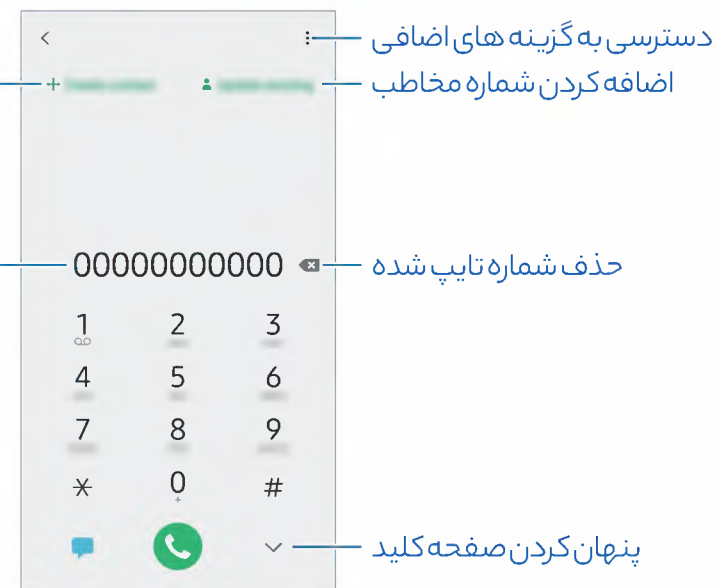 دسترسی به گزینه های اضافی
اضافه کردن شماره مخاطب
00000000000
حذف شماره تایپ شده
1 2 3
4 5 6
7 8 9
* 0 #
+
پنهان کردن صفحه کلید